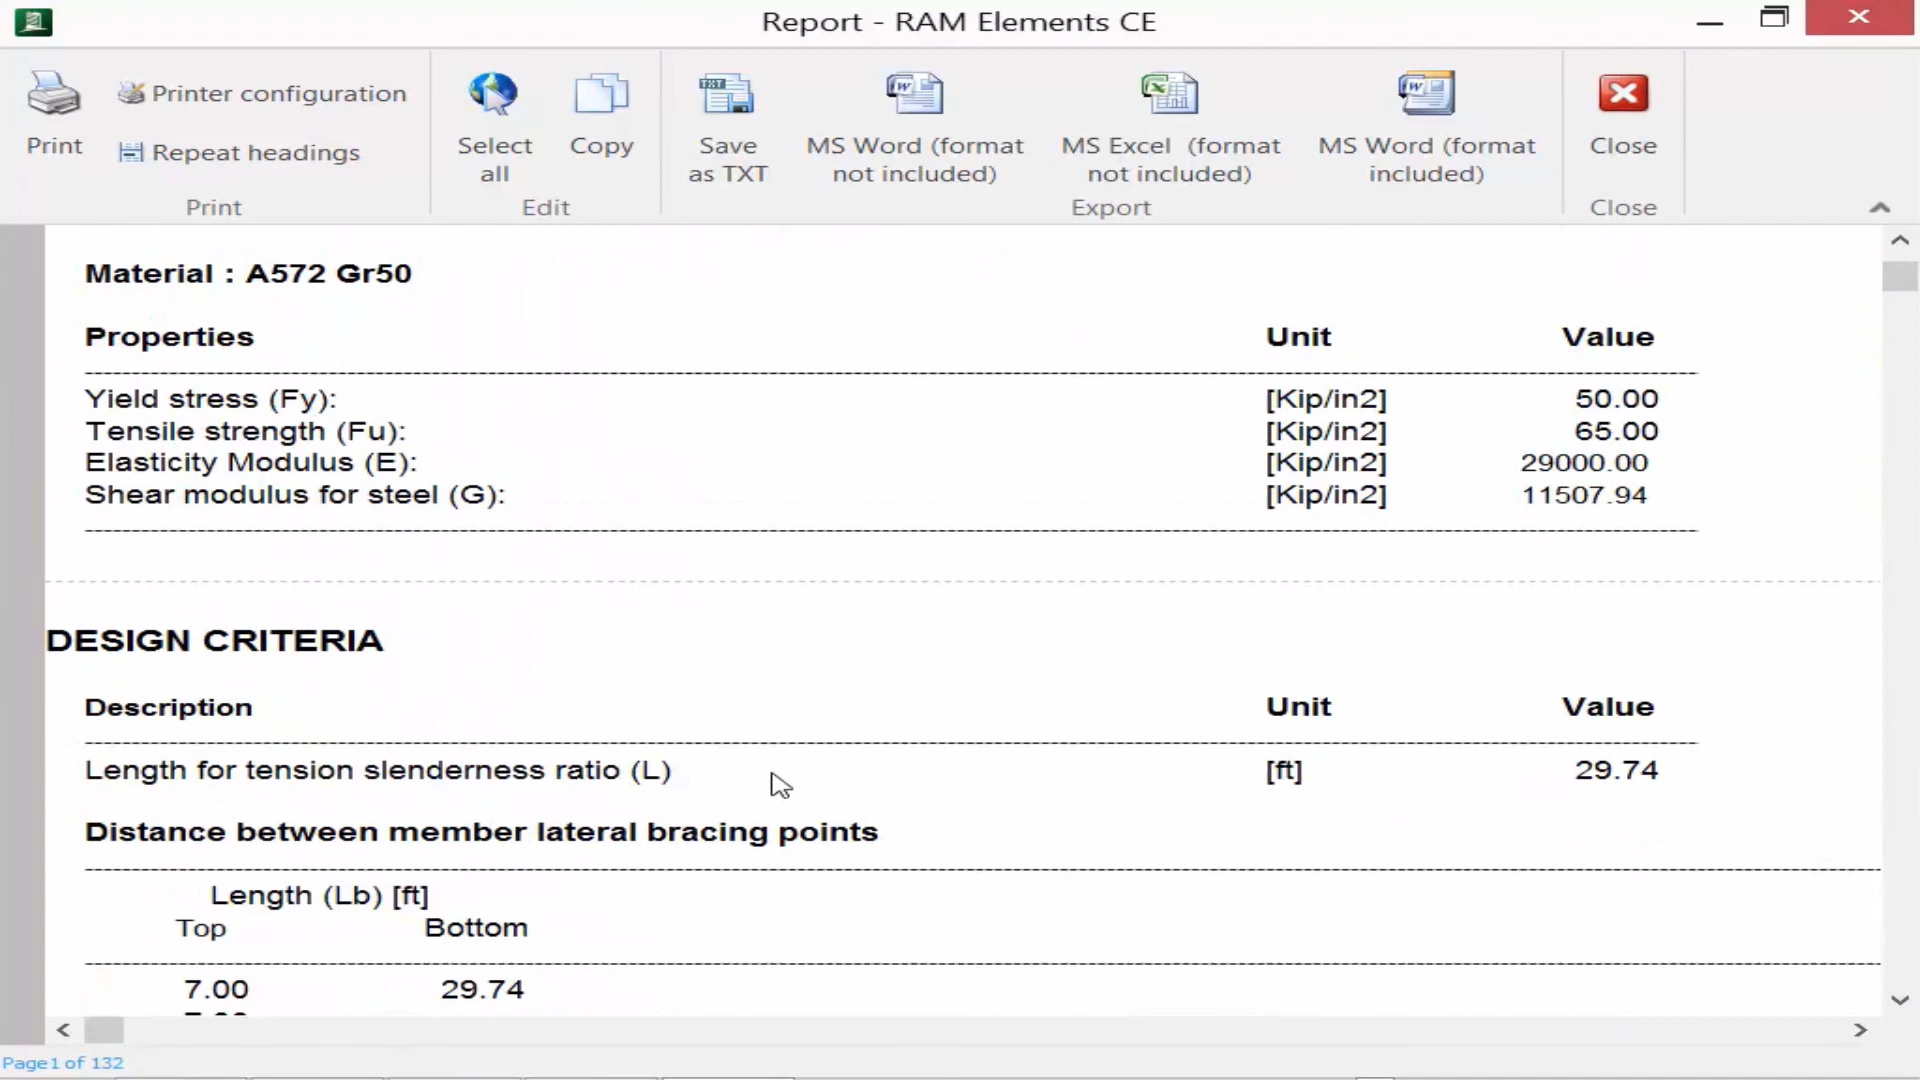 Report - RAM Elements CE
Print
Printer configuration
Repeat headings
Print
Select all
Copy
Edit
TXT
Save as TXT
MS Word (format not included)
MS Excel (format not included)
MS Word (format included)
Export
Close
Close
Material : A572 Gr50
Properties Unit Value
Yield stress (Fy): [Kip/in2] 50.00
Tensile strength (Fu): [Kip/in2] 65.00
Elasticity Modulus (E): [Kip/in2] 29000.00
Shear modulus for steel (G): [Kip/in2] 11507.94
DESIGN CRITERIA
Description Unit Value
Length for tension slenderness ratio (L) [ft] 29.74
Distance between member lateral bracing points
Length (Lb) [ft]
Top Bottom
7.00 29.74
Page1 of 132